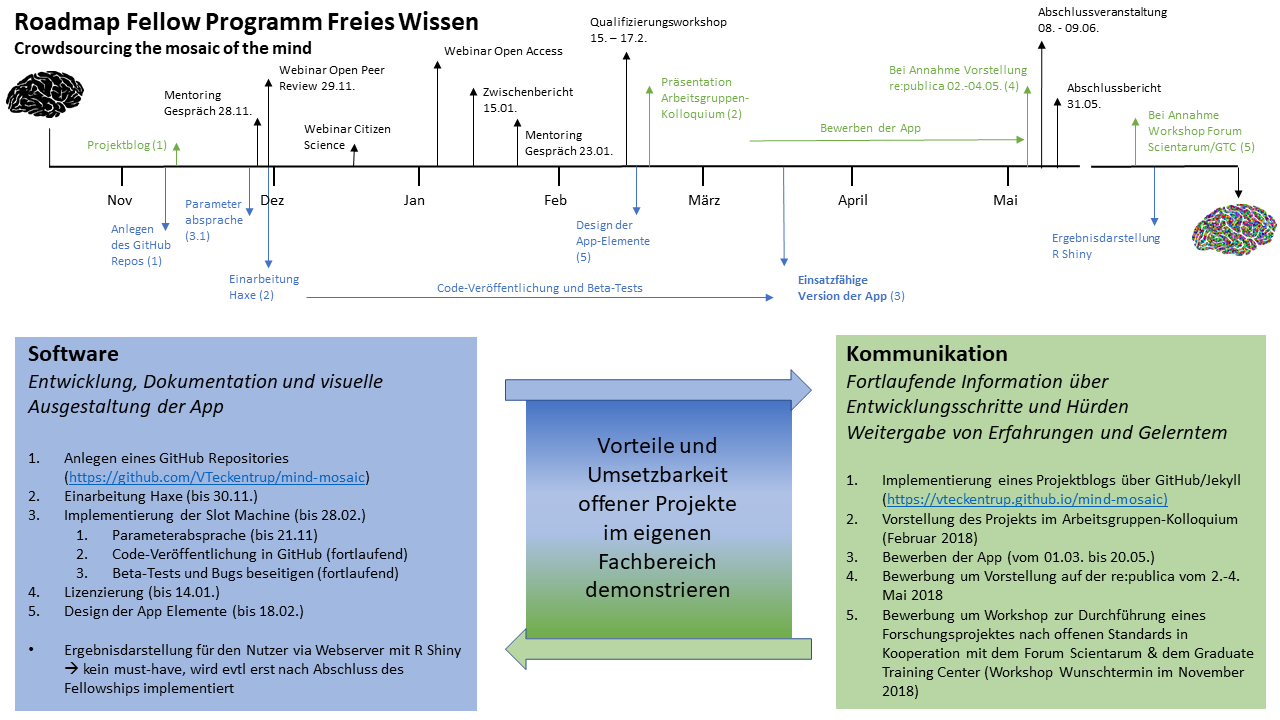 Roadmap Fellow Programm Freies Wissen
Crowdsourcing the mosaic of the mind
Projektblog (1)
Mentoring
Gespräch 28.11.
Webinar Open Peer
Review 29.11.
Webinar Citizen
Science
Webinar Open Access
Zwischenbericht
15.01.
Mentoring
Gespräch 23.01.
Qualifizierungsworkshop
15. – 17.2.
Präsentation
Arbeitsgruppen-
Kolloquium (2)
Bewerben der App
Bei Annahme Vorstellung
re:publica 02.-04.05. (4)
Abschlussveranstaltung
08. - 09.06.
Abschlussbericht
31.05.
Bei Annahme
Workshop Forum
Scientarum/GTC (5)
Nov
Dez
Jan
Feb
März
April
Mai
Anlegen
des GitHub
Repos (1)
Parameter
absprache
(3.1)
Einarbeitung
Haxe (2)
Code-Veröffentlichung und Beta-Tests
Design der
App-Elemente
(5)
Einsatzfähige
Version der App (3)
Ergebnisdarstellung
R Shiny
Software
Entwicklung, Dokumentation und visuelle
Ausgestaltung der App
1. Anlegen eines GitHub Repositories
(https://github.com/VTeckentrup/mind-mosaic)
2. Einarbeitung Haxe (bis 30.11.)
3. Implementierung der Slot Machine (bis 28.02.)
1. Parameterabsprache (bis 21.11)
2. Code-Veröffentlichung in GitHub (fortlaufend)
3. Beta-Tests und Bugs beseitigen (fortlaufend)
4. Lizenzierung (bis 14.01.)
5. Design der App Elemente (bis 18.02.)
• Ergebnisdarstellung für den Nutzer via Webserver mit R Shiny
→ kein must-have, wird evtl erst nach Abschluss des
Fellowships implementiert
Vorteile und
Umsetzbarkeit
offener Projekte
im eigenen
Fachbereich
demonstrieren
Kommunikation
Fortlaufende Information über
Entwicklungsschritte und Hürden
Weitergabe von Erfahrungen und Gelerntem
1. Implementierung eines Projektblogs über GitHub/Jekyll
(https://vteckentrup.github.io/mind-mosaic)
2. Vorstellung des Projekts im Arbeitsgruppen-Kolloquium
(Februar 2018)
3. Bewerben der App (vom 01.03. bis 20.05.)
4. Bewerbung um Vorstellung auf der re:publica vom 2.-4.
Mai 2018
5. Bewerbung um Workshop zur Durchführung eines
Forschungsprojektes nach offenen Standards in
Kooperation mit dem Forum Scientarum & dem Graduate
Training Center (Workshop Wunschtermin im November
2018)